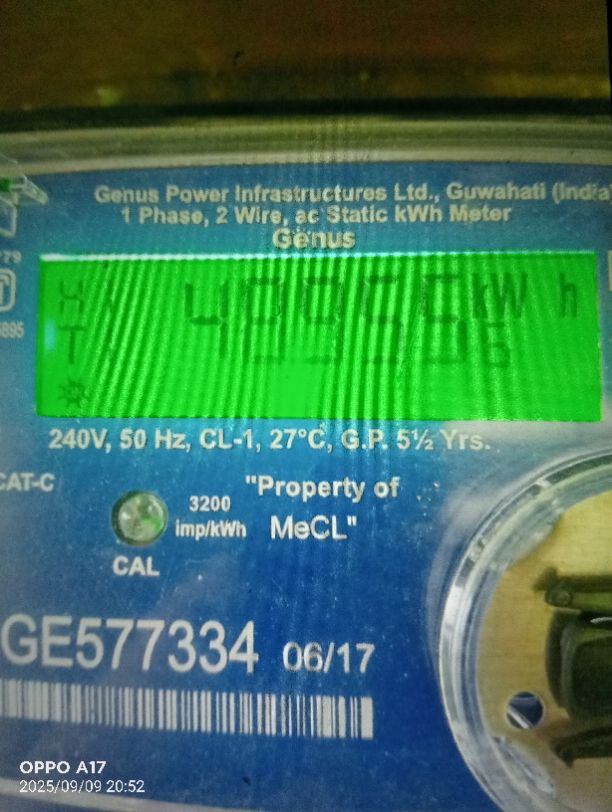 Genus Power Infrastructures Ltd., Guwahati (India
1 Phase, 2 Wire, ac Static kWh Meter
Genus
kW h
T
240V, 50 Hz, CL-1, 27°C, G.P. 5½ Yrs.
CAT-C
"Property of
MeCL"
3200
imp/kWh
CAL
GE577334 06/17
OPPO A17
2025/09/09 20:52